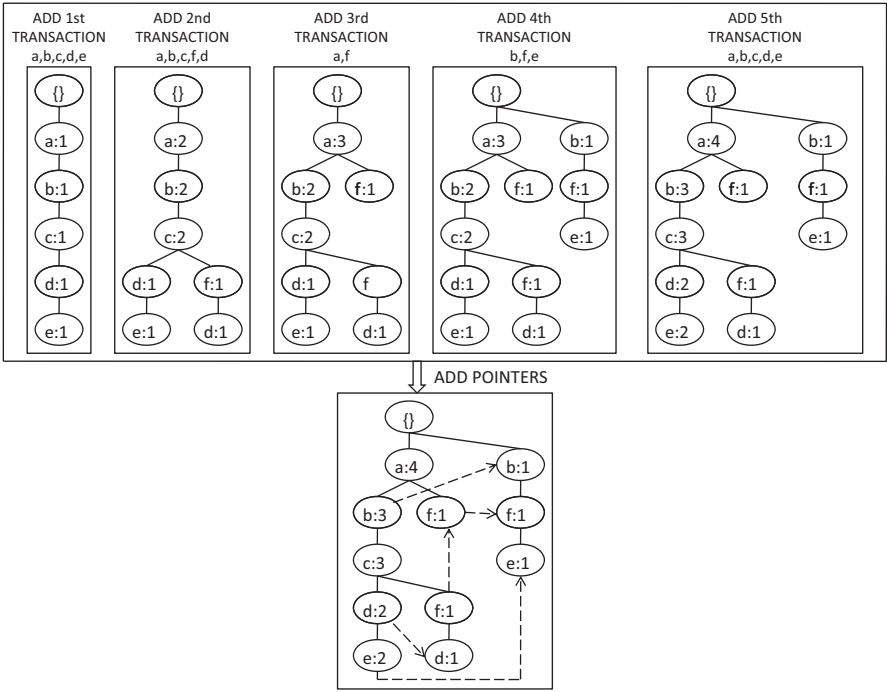 ADD 1st
TRANSACTION
a,b,c,d,e
ADD 2nd
TRANSACTION
a,b,c,f,d
ADD 3rd
TRANSACTION
a,f
ADD 4th
TRANSACTION
b,f,e
ADD 5th
TRANSACTION
a,b,c,d,e
{}
a:1
b:1
c:1
d:1
e:1
{}
a:2
b:2
c:2
d:1 f:1
e:1 d:1
{}
a:3
b:2 f:1
c:2
d:1 f
e:1 d:1
{}
a:3 b:1
b:2 f:1 f:1
c:2 e:1
d:1 f:1
e:1 d:1
{}
a:4 b:1
b:3 f:1 f:1
c:3 e:1
d:2 f:1
e:2 d:1
ADD POINTERS
{}
a:4 b:1
b:3 f:1 f:1
c:3 e:1
d:2 f:1
e:2 d:1